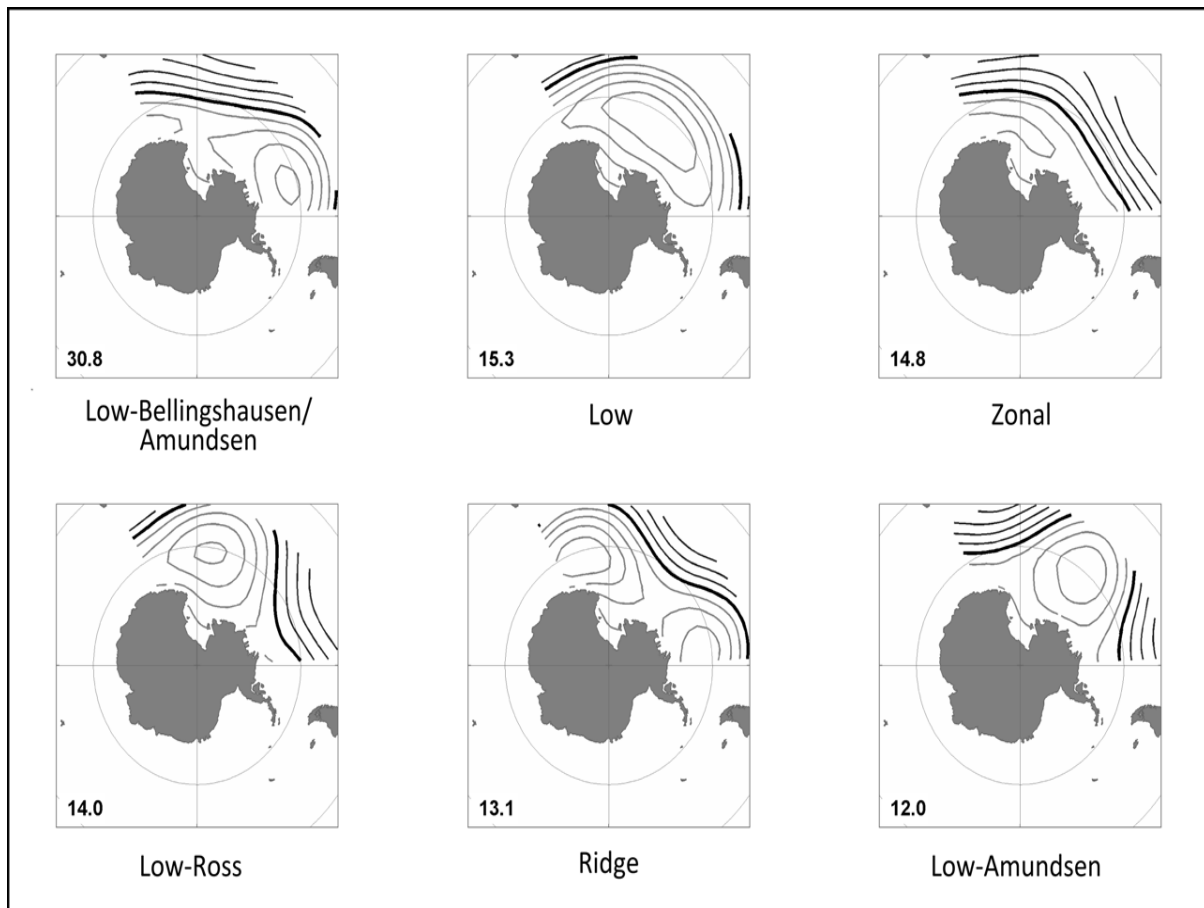 30.8
15.3
14.8
Low-Bellingshausen/
Amundsen
Low
Zonal
14.0
13.1
12.0
Low-Ross
Ridge
Low-Amundsen